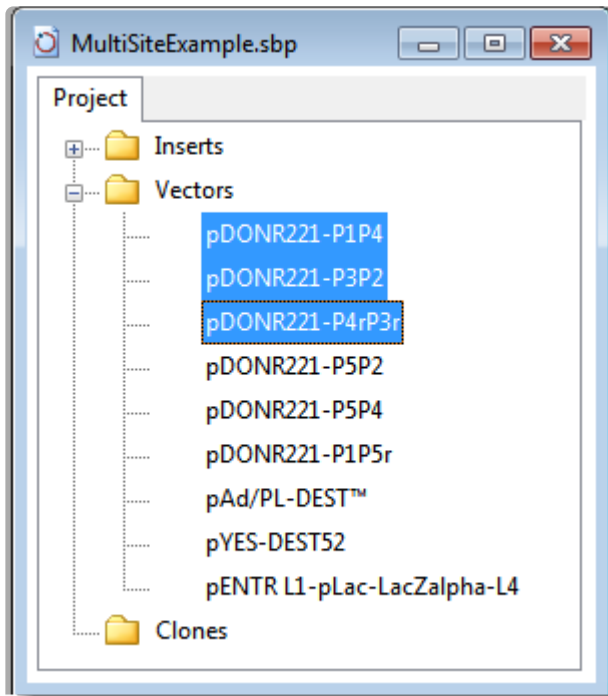 MultiSiteExample.sbp
Project
Inserts
Vectors
pDONR221-P1P4
pDONR221-P3P2
pDONR221-P4rP3r
pDONR221-P5P2
pDONR221-P5P4
pDONR221-P1P5r
pAd/PL-DEST™
pYES-DEST52
pENTR L1-pLac-LacZalpha-L4
Clones